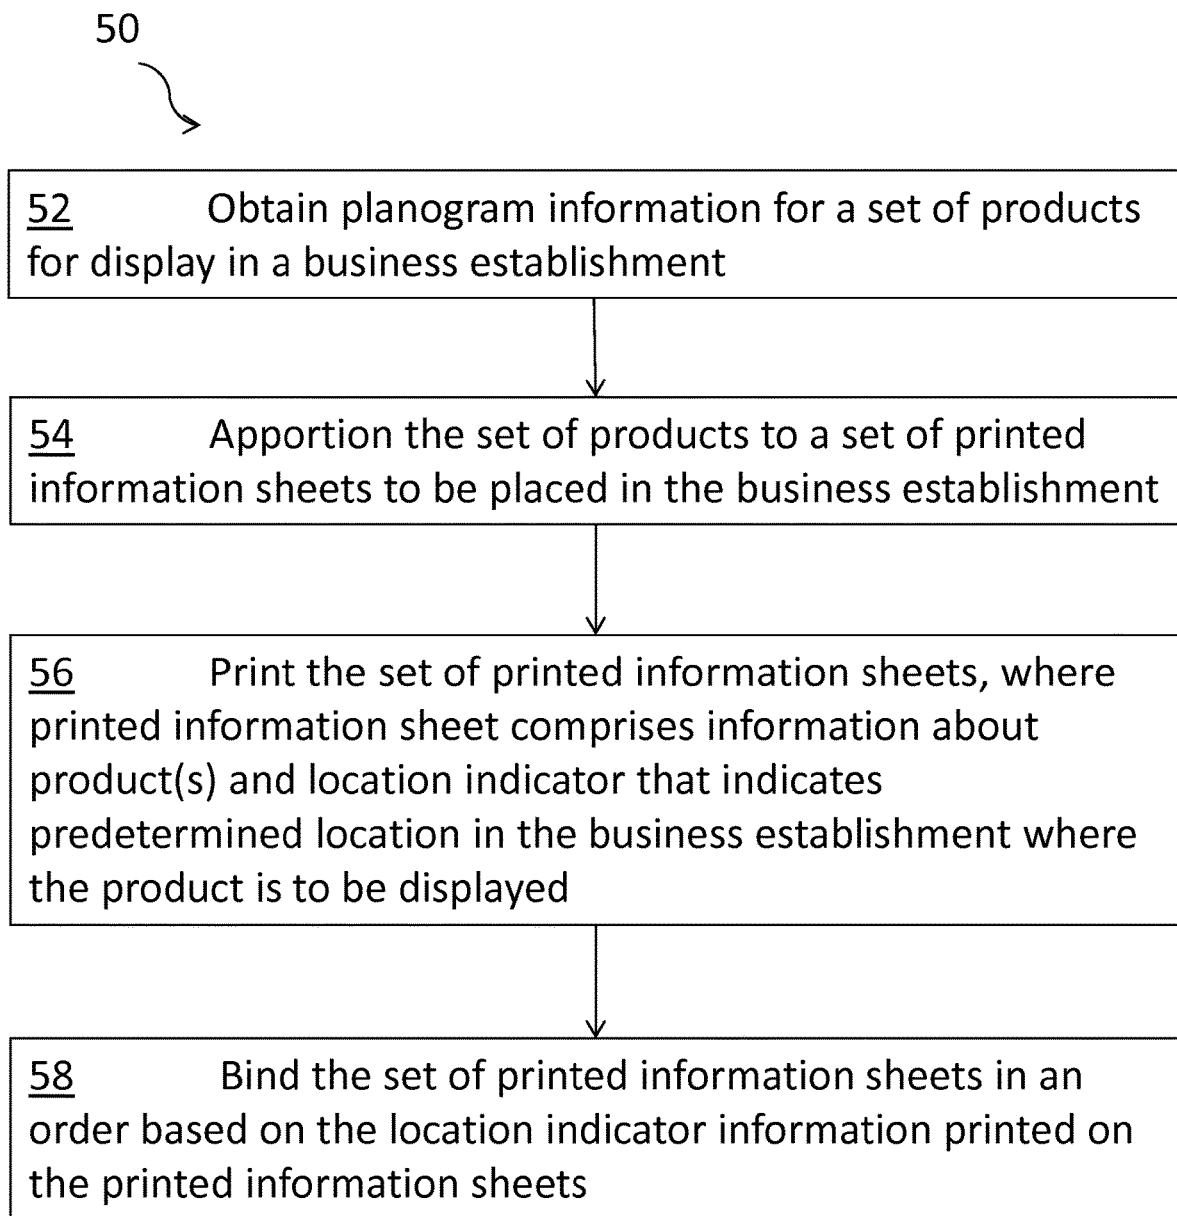 50
52 Obtain planogram information for a set of products
for display in a business establishment
54 Apportion the set of products to a set of printed
information sheets to be placed in the business establishment
56 Print the set of printed information sheets, where
printed information sheet comprises information about
product(s) and location indicator that indicates
predetermined location in the business establishment where
the product is to be displayed
58 Bind the set of printed information sheets in an
order based on the location indicator information printed on
the printed information sheets